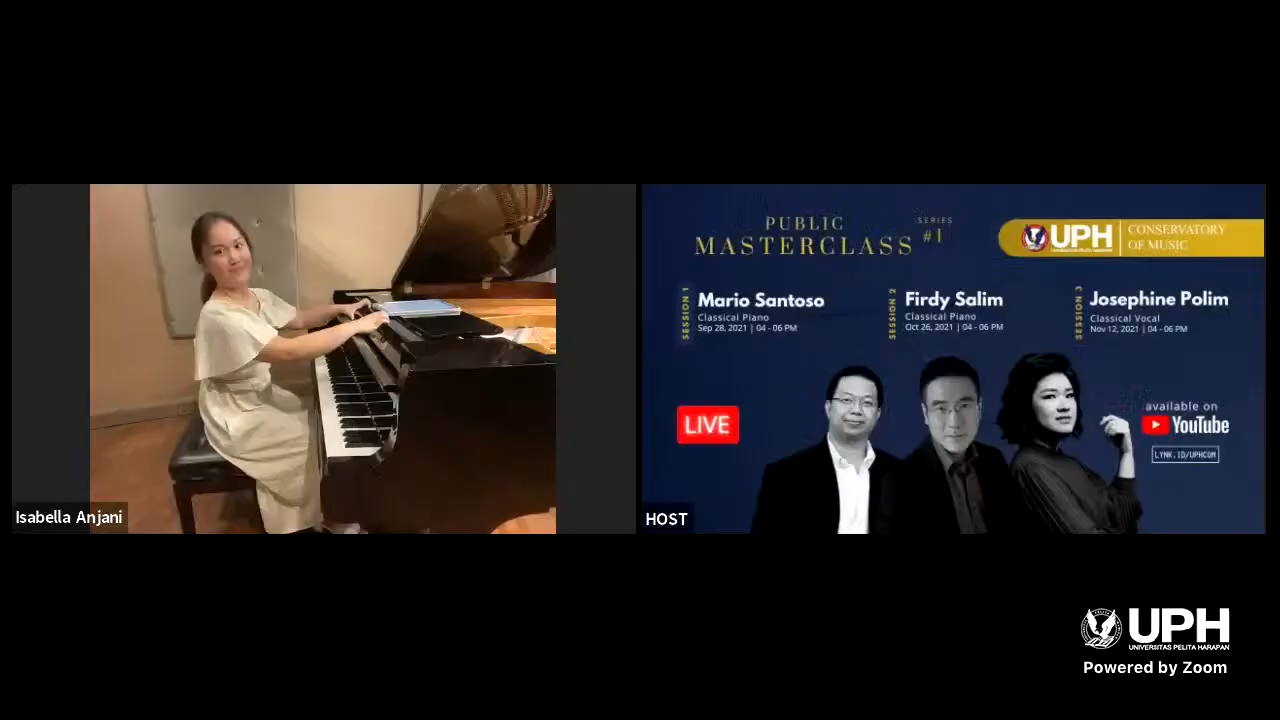 Isabella Anjani
PUBLIC
MASTERCLASS
SERIES
#1
UPH
UNIVERSITAS PELITA HARAPAN
CONSERVATORY
OF MUSIC
SESSION 1
Mario Santoso
Classical Piano
Sep 28, 2021 | 04 - 06 PM
SESSION 2
Firdy Salim
Classical Piano
Oct 26, 2021 | 04 - 06 PM
SESSION 3
Josephine Polim
Classical Vocal
Nov 12, 2021 | 04 - 06 PM
LIVE
available on
YouTube
LYNK.ID/UPHCOM
HOST
UPH
UNIVERSITAS PELITA HARAPAN
Powered by Zoom